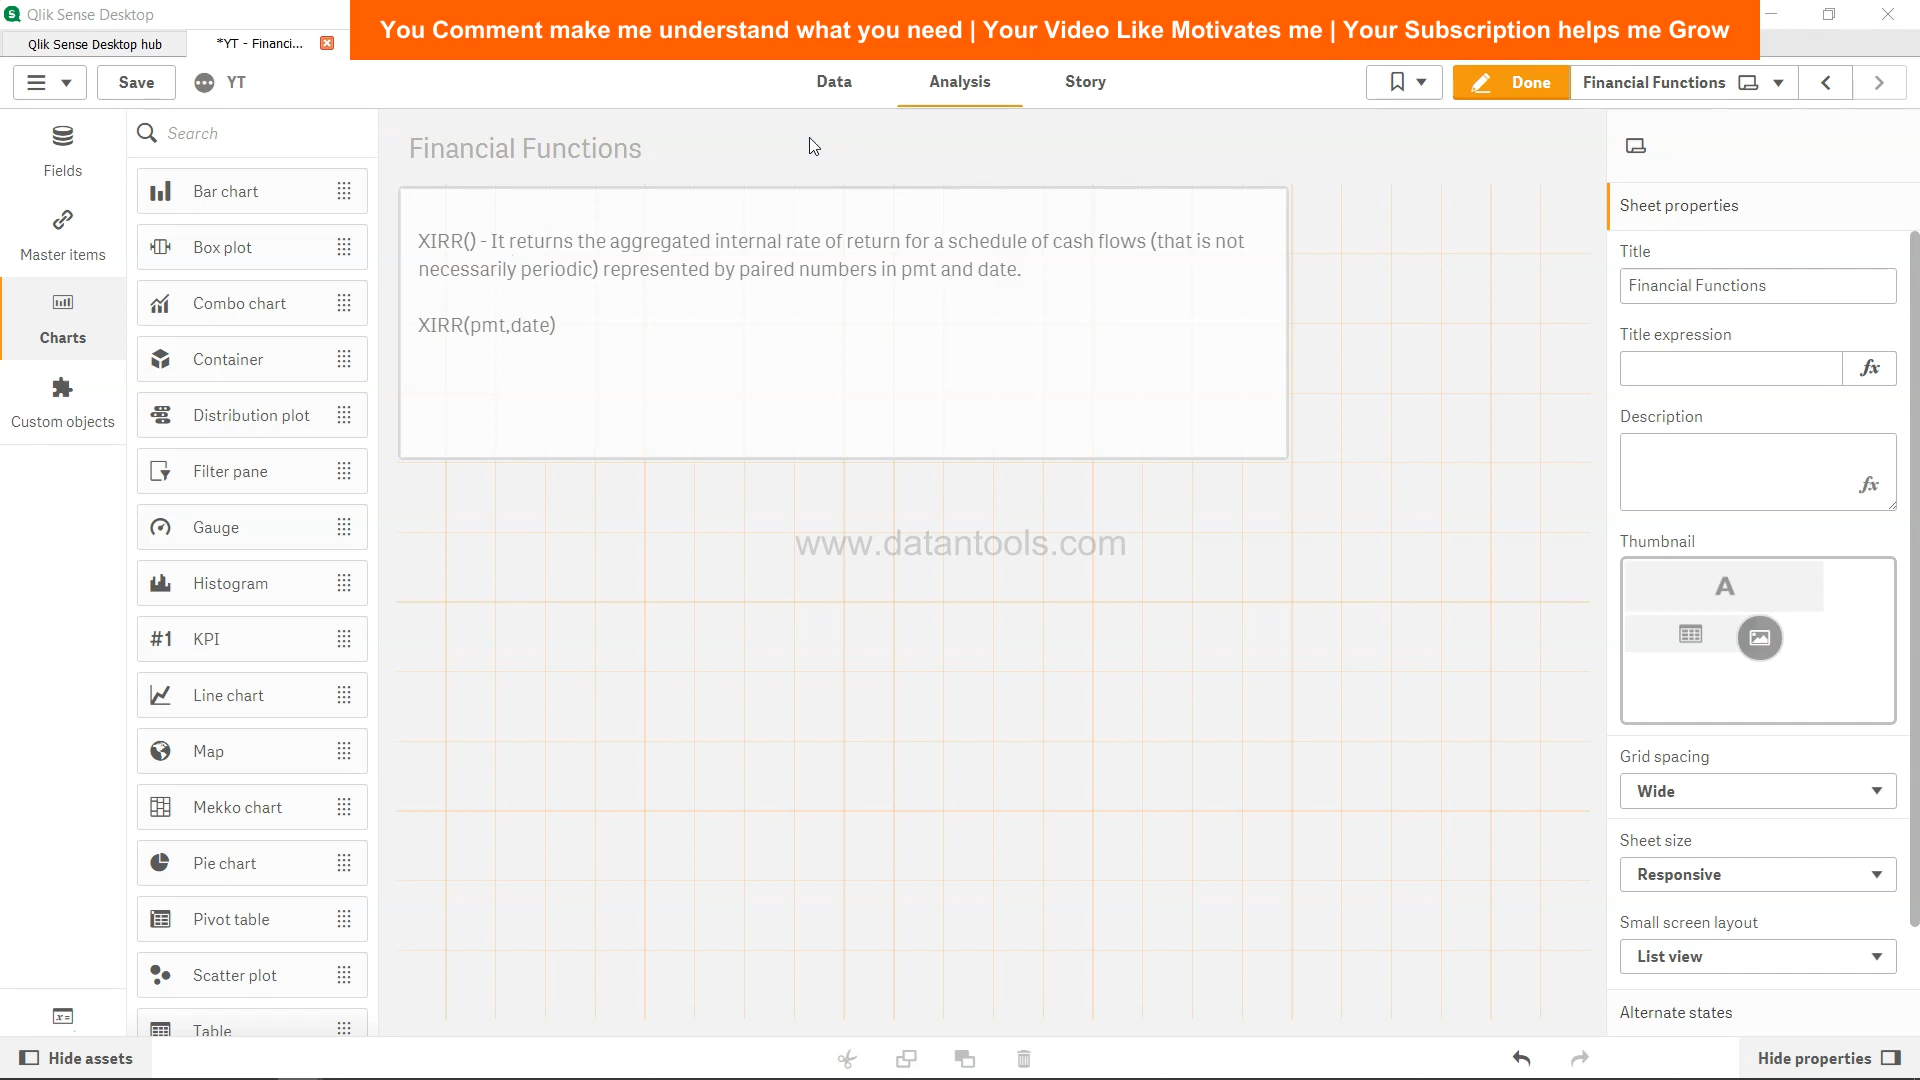 Qlik Sense Desktop
You Comment make me understand what you need | Your Video Like Motivates me | Your Subscription helps me Grow
Qlik Sense Desktop hub
*YT - Financi...
Save
YT
Data
Analysis
Story
Done
Financial Functions
Fields
Master items
Charts
Custom objects
Search
Bar chart
Box plot
Combo chart
Container
Distribution plot
Filter pane
Gauge
Histogram
#1 KPI
Line chart
Map
Mekko chart
Pie chart
Pivot table
Scatter plot
Table
Financial Functions
XIRR() - It returns the aggregated internal rate of return for a schedule of cash flows (that is not
necessarily periodic) represented by paired numbers in pmt and date.
XIRR(pmt,date)
www.datantools.com
Sheet properties
Title
Financial Functions
Title expression
fx
Description
fx
Thumbnail
A
Grid spacing
Wide
Sheet size
Responsive
Small screen layout
List view
Alternate states
x=
Hide assets
Hide properties